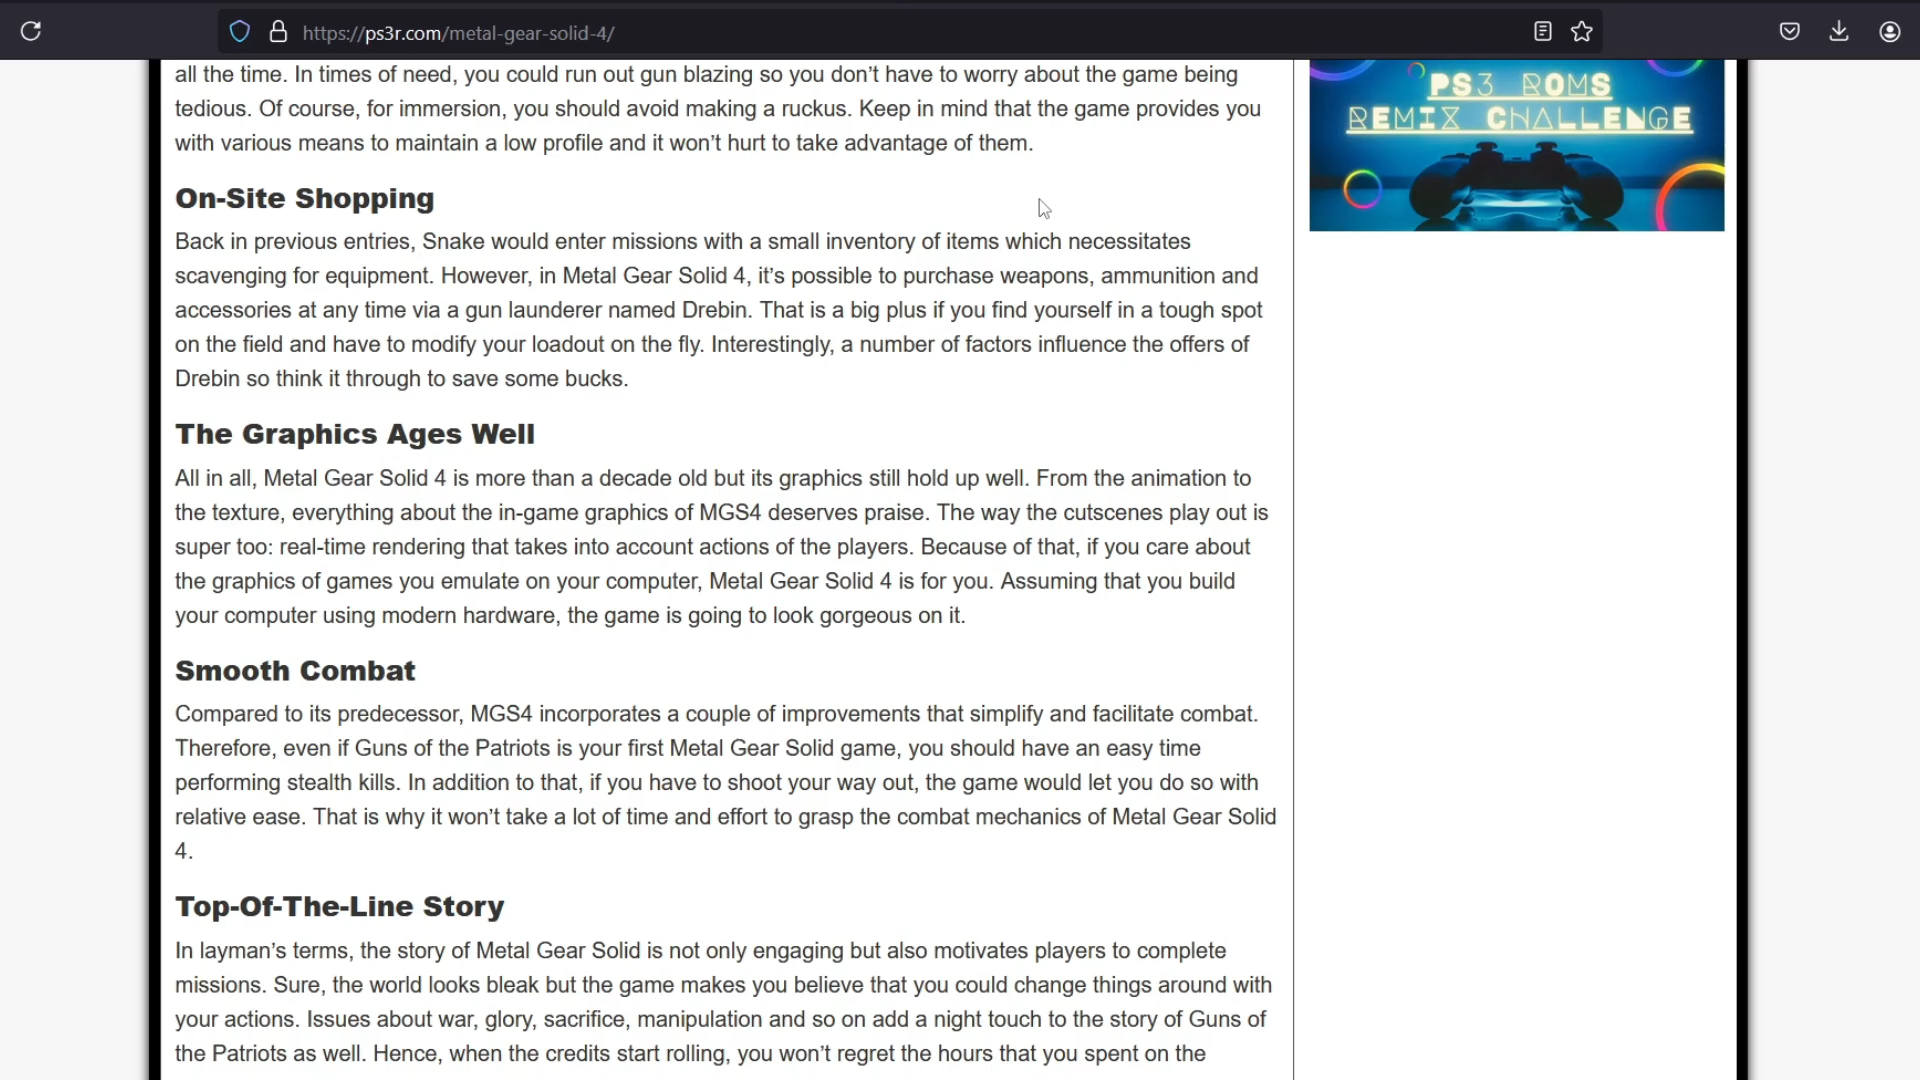 https://ps3r.com/metal-gear-solid-4/
all the time. In times of need, you could run out gun blazing so you don’t have to worry about the game being
tedious. Of course, for immersion, you should avoid making a ruckus. Keep in mind that the game provides you
with various means to maintain a low profile and it won’t hurt to take advantage of them.
On-Site Shopping
Back in previous entries, Snake would enter missions with a small inventory of items which necessitates
scavenging for equipment. However, in Metal Gear Solid 4, it’s possible to purchase weapons, ammunition and
accessories at any time via a gun launderer named Drebin. That is a big plus if you find yourself in a tough spot
on the field and have to modify your loadout on the fly. Interestingly, a number of factors influence the offers of
Drebin so think it through to save some bucks.
The Graphics Ages Well
All in all, Metal Gear Solid 4 is more than a decade old but its graphics still hold up well. From the animation to
the texture, everything about the in-game graphics of MGS4 deserves praise. The way the cutscenes play out is
super too: real-time rendering that takes into account actions of the players. Because of that, if you care about
the graphics of games you emulate on your computer, Metal Gear Solid 4 is for you. Assuming that you build
your computer using modern hardware, the game is going to look gorgeous on it.
Smooth Combat
Compared to its predecessor, MGS4 incorporates a couple of improvements that simplify and facilitate combat.
Therefore, even if Guns of the Patriots is your first Metal Gear Solid game, you should have an easy time
performing stealth kills. In addition to that, if you have to shoot your way out, the game would let you do so with
relative ease. That is why it won’t take a lot of time and effort to grasp the combat mechanics of Metal Gear Solid
4.
Top-Of-The-Line Story
In layman’s terms, the story of Metal Gear Solid is not only engaging but also motivates players to complete
missions. Sure, the world looks bleak but the game makes you believe that you could change things around with
your actions. Issues about war, glory, sacrifice, manipulation and so on add a night touch to the story of Guns of
the Patriots as well. Hence, when the credits start rolling, you won’t regret the hours that you spent on the
PS3 ROMS
REMIX CHALLENGE